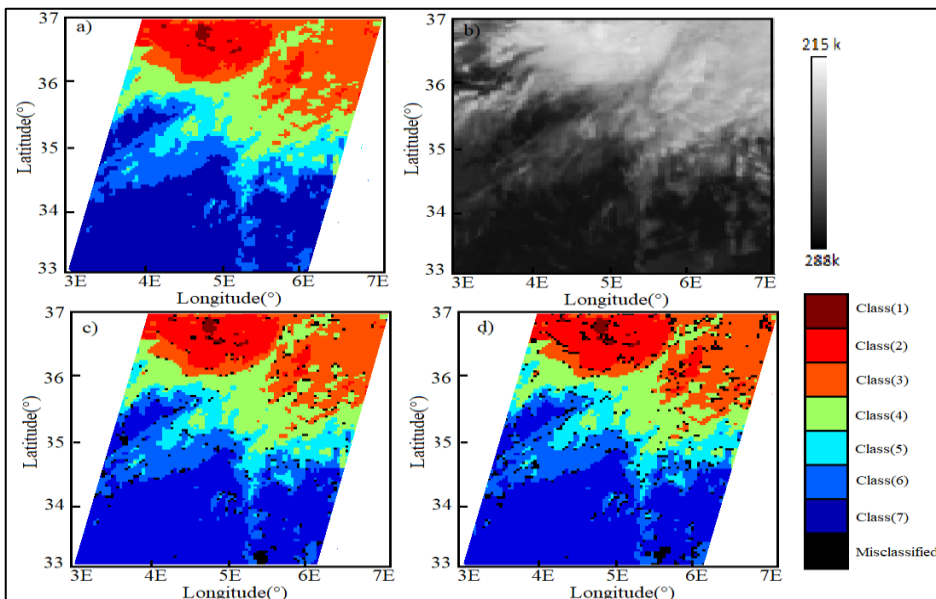 a)
37
36
35
34
33
Latitude(°)
3E 4E 5E 6E 7E
Longitude(°)
b)
37
36
35
34
33
Latitude(°)
3E 4E 5E 6E 7E
Longitude(°)
215 k
288k
c)
37
36
35
34
33
Latitude(°)
3E 4E 5E 6E 7E
Longitude(°)
d)
37
36
35
34
33
Latitude(°)
3E 4E 5E 6E 7E
Longitude(°)
Class(1)
Class(2)
Class(3)
Class(4)
Class(5)
Class(6)
Class(7)
Misclassified